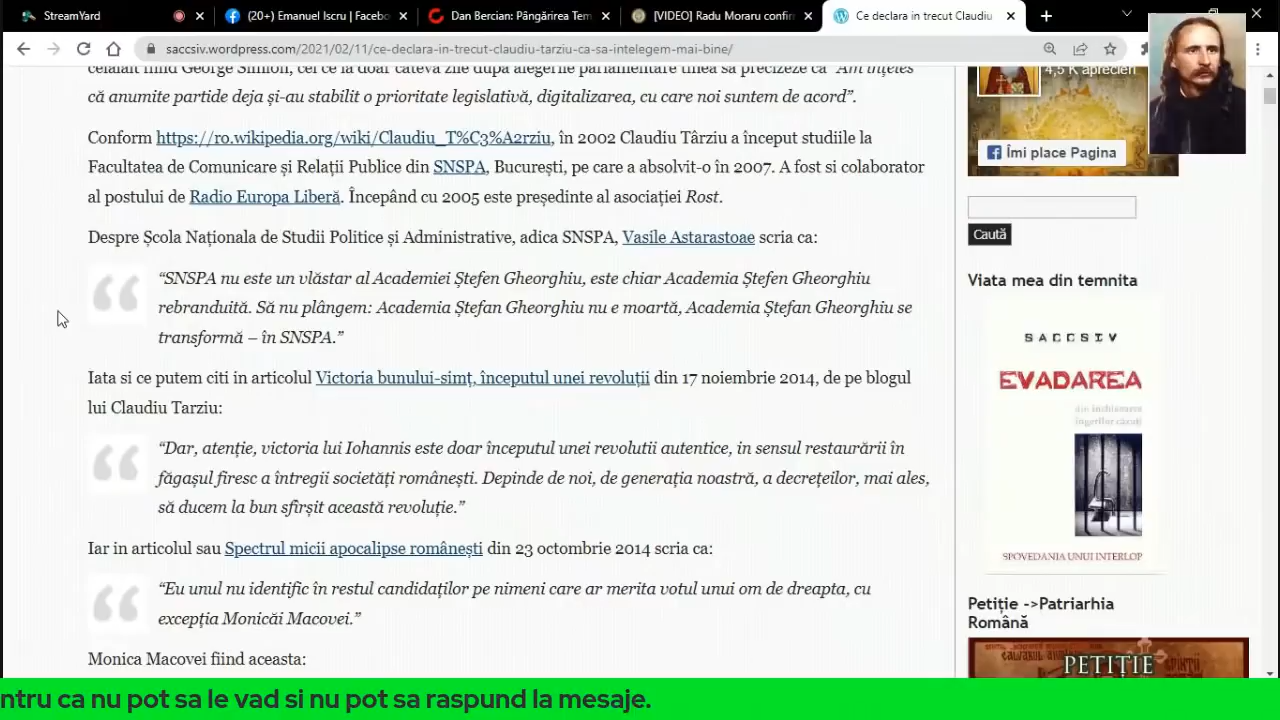 StreamYard
(20+) Emanuel Iscru | Facebo
Dan Bercian: Pângărirea Tem
[VIDEO] Radu Moraru confirm
Ce declara in trecut Claudiu
saccsiv.wordpress.com/2021/02/11/ce-declara-in-trecut-claudiu-tarziu-ca-sa-intelegem-mai-bine/
celălalt fiind George Simion, cel ce la doar câteva zile după alegerile parlamentare ținea să precizeze că “Am înțeles
că anumite partide deja și-au stabilit o prioritate legislativă, digitalizarea, cu care noi suntem de acord”.
Conform https://ro.wikipedia.org/wiki/Claudiu_T%C3%A2rziu, în 2002 Claudiu Târziu a început studiile la
Facultatea de Comunicare și Relații Publice din SNSPA, București, pe care a absolvit-o în 2007. A fost si colaborator
al postului de Radio Europa Liberă. Începând cu 2005 este președinte al asociației Rost.
Despre Școla Naționala de Studii Politice și Administrative, adica SNSPA, Vasile Astarastoae scria ca:
“SNSPA nu este un vlăstar al Academiei Ștefen Gheorghiu, este chiar Academia Ștefen Gheorghiu
rebranduită. Să nu plângem: Academia Ștefan Gheorghiu nu e moartă, Academia Ștefan Gheorghiu se
transformă – în SNSPA.”
Iata si ce putem citi in articolul Victoria bunului-simț, începutul unei revoluții din 17 noiembrie 2014, de pe blogul
lui Claudiu Tarziu:
“Dar, atenție, victoria lui Iohannis este doar începutul unei revolutii autentice, in sensul restaurării în
făgașul firesc a întregii societăți românești. Depinde de noi, de generația noastră, a decrețeilor, mai ales,
să ducem la bun sfîrșit această revoluție.”
Iar in articolul sau Spectrul micii apocalipse românești din 23 octombrie 2014 scria ca:
“Eu unul nu identific în restul candidaților pe nimeni care ar merita votul unui om de dreapta, cu
excepția Monicăi Macovei.”
Monica Macovei fiind aceasta:
4,5 K aprecieri
Îmi place Pagina
Caută
Viata mea din temnita
SACCSIV
EVADAREA
din închisoarea
îngerilor căzuți
SPOVEDANIA UNUI INTERLOP
Petiție ->Patriarhia
Română
PETIȚIE
ntru ca nu pot sa le vad si nu pot sa raspund la mesaje.